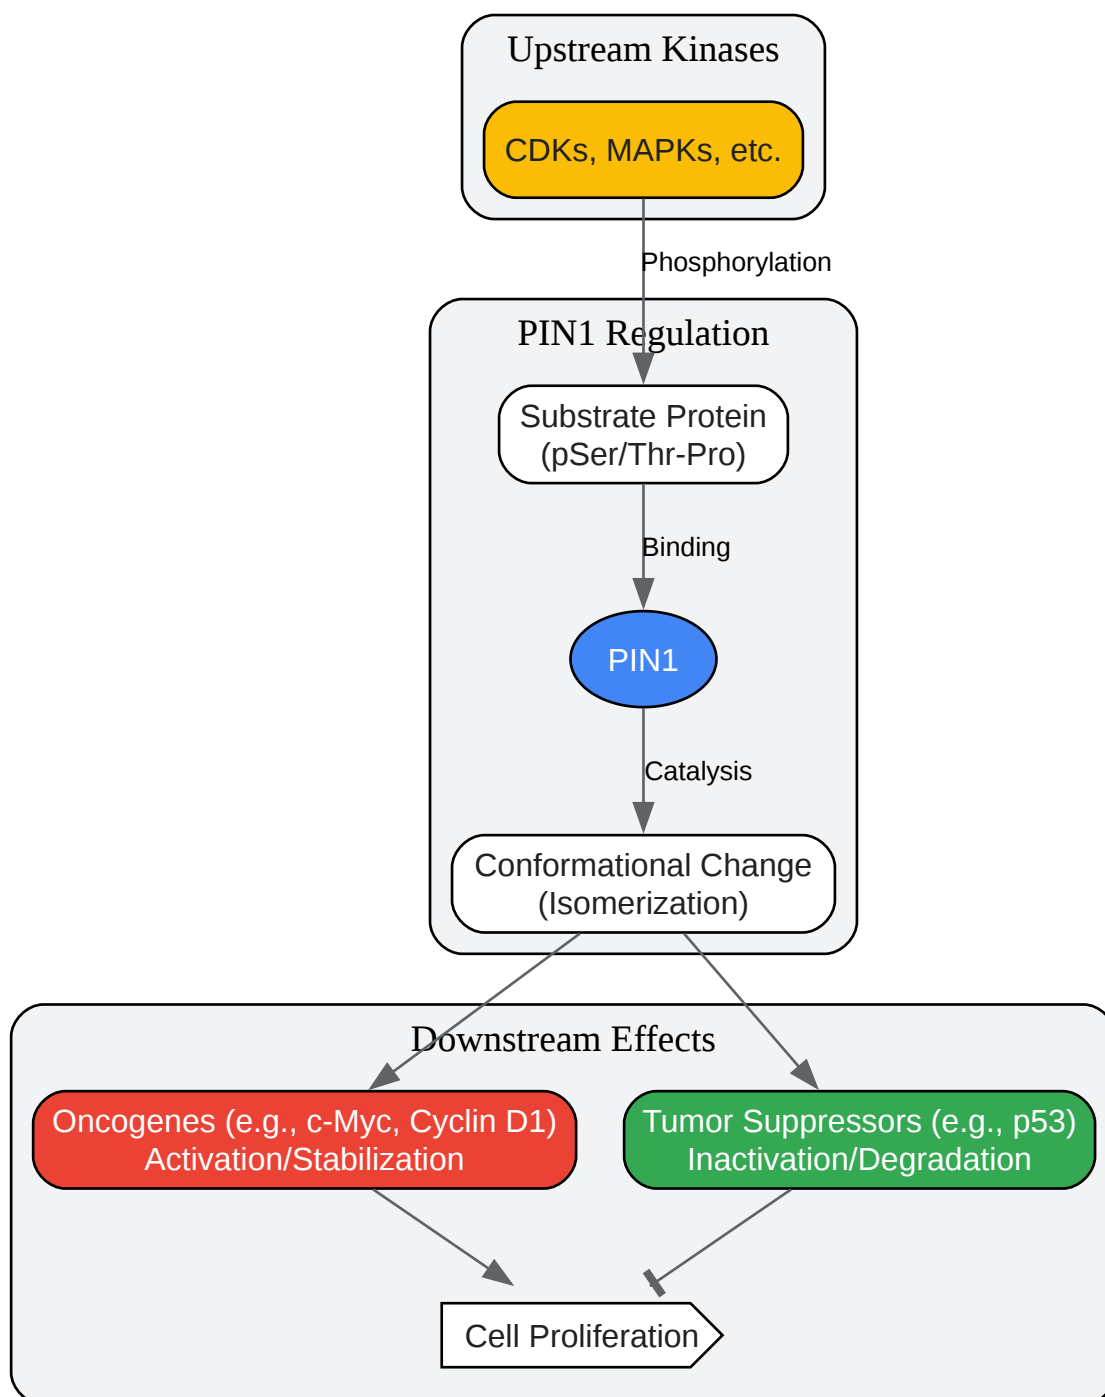 Upstream Kinases
CDKs, MAPKs, etc.
Phosphorylation
PIN1 Regulation
Substrate Protein
(pSer/Thr-Pro)
Binding
PIN1
Catalysis
Conformational Change
(Isomerization)
Downstream Effects
Oncogenes (e.g., c-Myc, Cyclin D1)
Activation/Stabilization
Tumor Suppressors (e.g., p53)
Inactivation/Degradation
Cell Proliferation